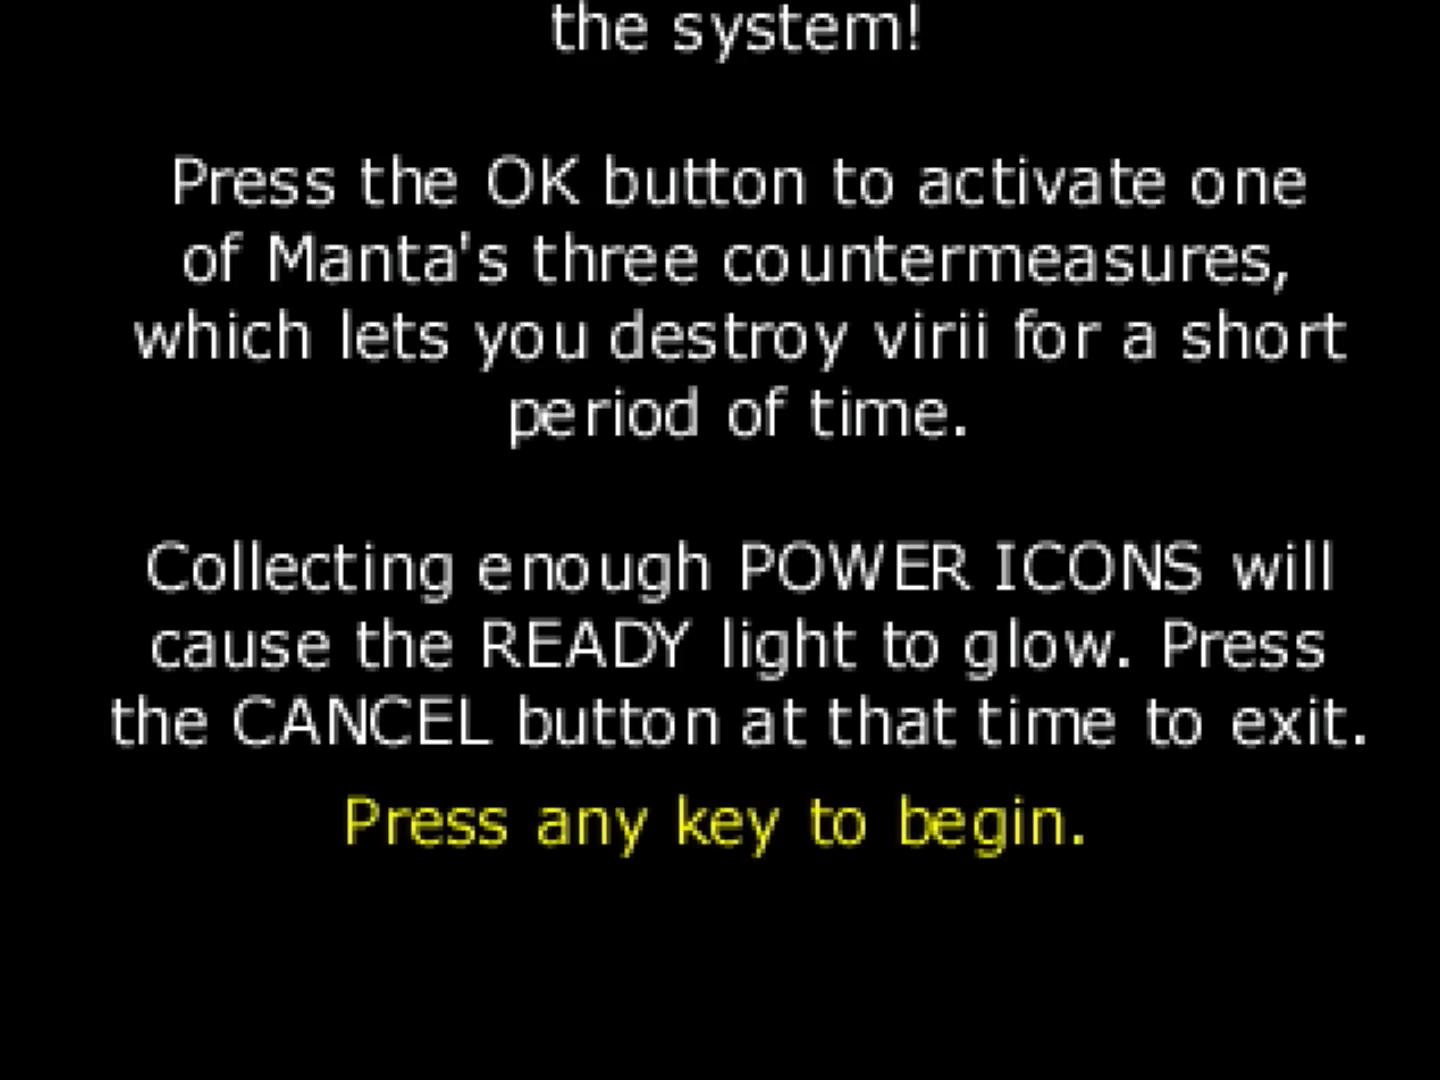 the system!
Press the OK button to activate one
of Manta's three countermeasures,
which lets you destroy virii for a short
period of time.
Collecting enough POWER ICONS will
cause the READY light to glow. Press
the CANCEL button at that time to exit.
Press any key to begin.